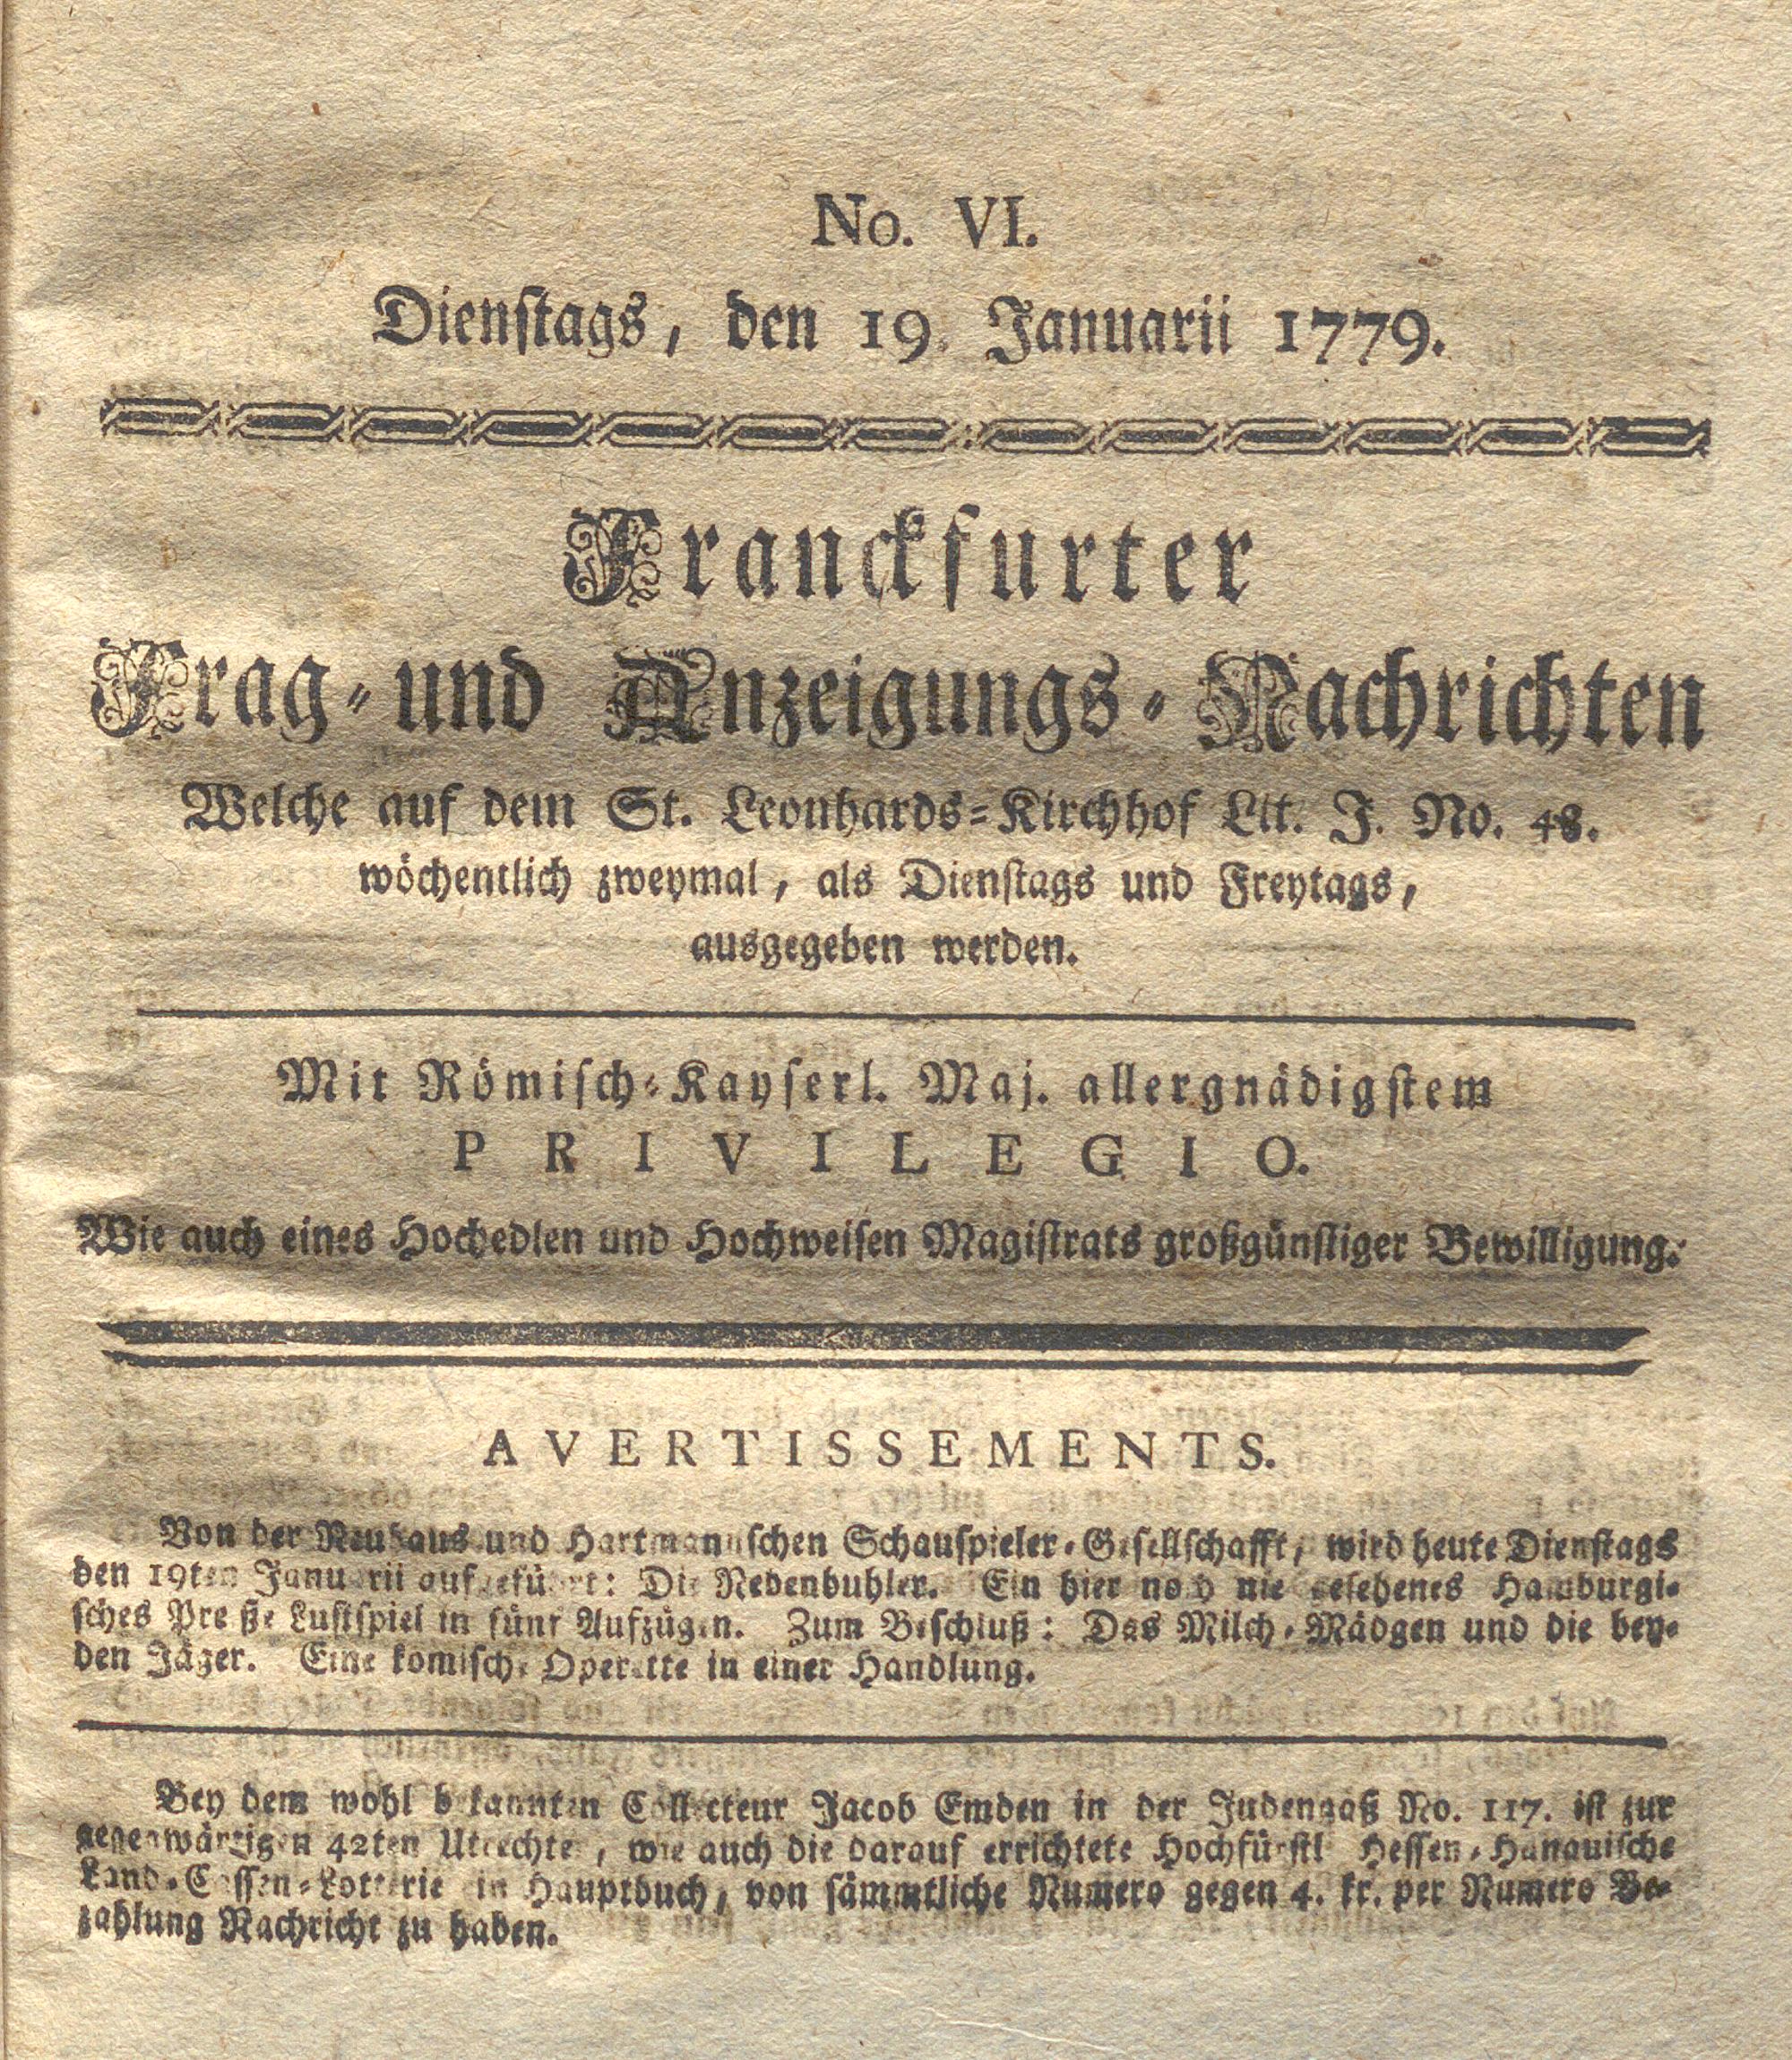 No. VI.
Dienstags, den 19. Januarii 1779.
Franckfurter
Frag- und Anzeigungs-Nachrichten
Welche auf dem St. Leonhards-Kirchhof Litt. J. No. 48.
wöchentlich zweymal, als Dienstags und Freytags,
ausgegeben werden.
Mit Römisch-Kayserl. Maj. allergnädigstem
PRIVILEGIO.
Wie auch eines Hochedlen und Hochweisen Magistrats großgünstiger Bewilligung.
AVERTISSEMENTS.
Von der Neuhaus und Hartmannschen Schauspieler-Gesellschafft, wird heute Dienstags
den 19ten Januarii aufgeführt: Die Nebenbuhler. Ein hier noch nie gesehenes Hamburgi-
sches Preiße Lustspiel in fünf Aufzügen. Zum Beschluß: Das Milch-Mädgen und die bey-
den Jäger. Eine komische Operette in einer Handlung.
Bey dem wohl bekannten Collecteur Jacob Emden in der Judengaß No. 117. ist zur
gegenwärtigen 42ten Utrechter, wie auch die darauf errichtete Hochfürstl Hessen-Hanauische
Land-Cassen-Lotterie ein Hauptbuch, von sämmtliche Numero gegen 4. kr. per Numero Be-
zahlung Nachricht zu haben.